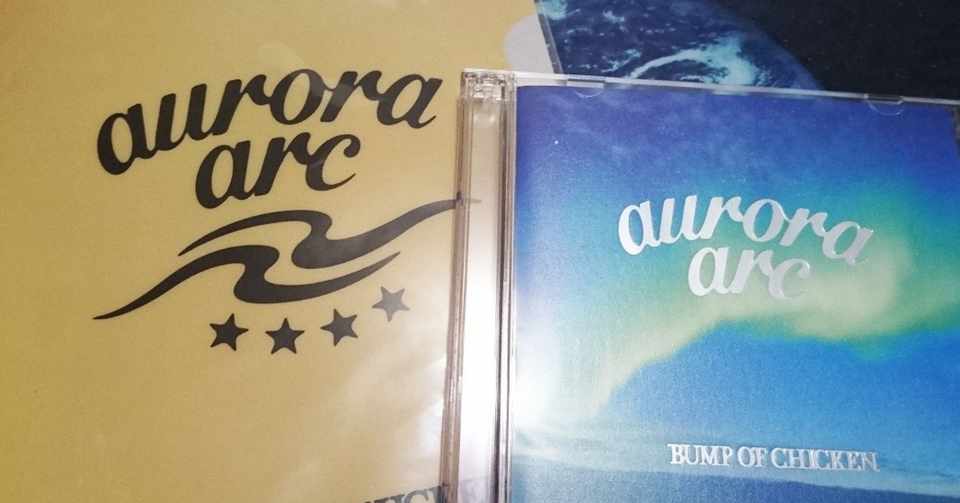 aurora
arc
aurora
arc
BUMP OF CHICKEN